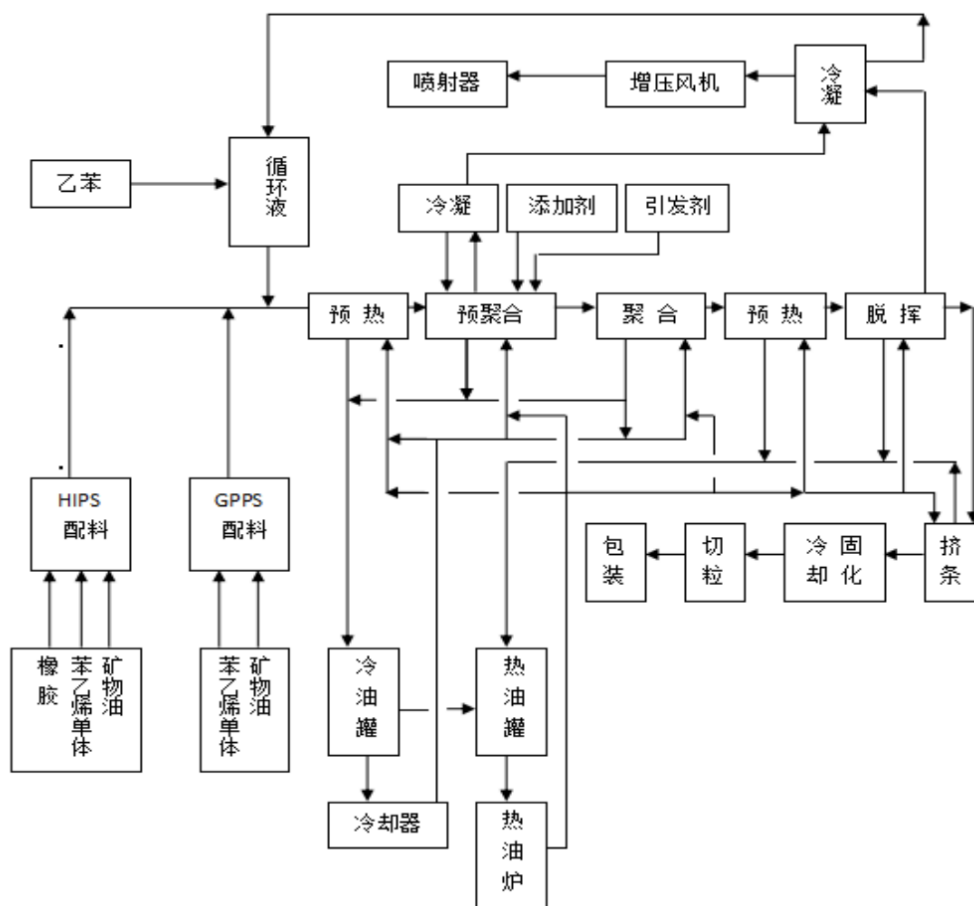 喷射器
增压风机
冷凝
乙苯
循环液
冷凝
添加剂
引发剂
预热
预聚合
聚合
预热
脱挥
HIPS
配料
GPPS
配料
包装
切粒
冷却
固化
挤条
橡胶
苯乙烯单体
矿物油
苯乙烯单体
矿物油
冷油罐
热油罐
冷却器
热油炉